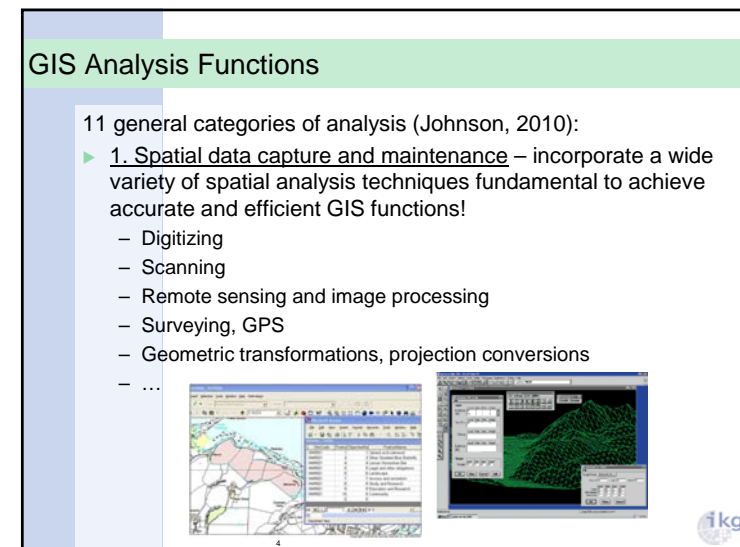 GIS Analysis Functions
11 general categories of analysis (Johnson, 2010):
1. Spatial data capture and maintenance – incorporate a wide
variety of spatial analysis techniques fundamental to achieve
accurate and efficient GIS functions!
– Digitizing
– Scanning
– Remote sensing and image processing
– Surveying, GPS
– Geometric transformations, projection conversions
– …
4
ikg